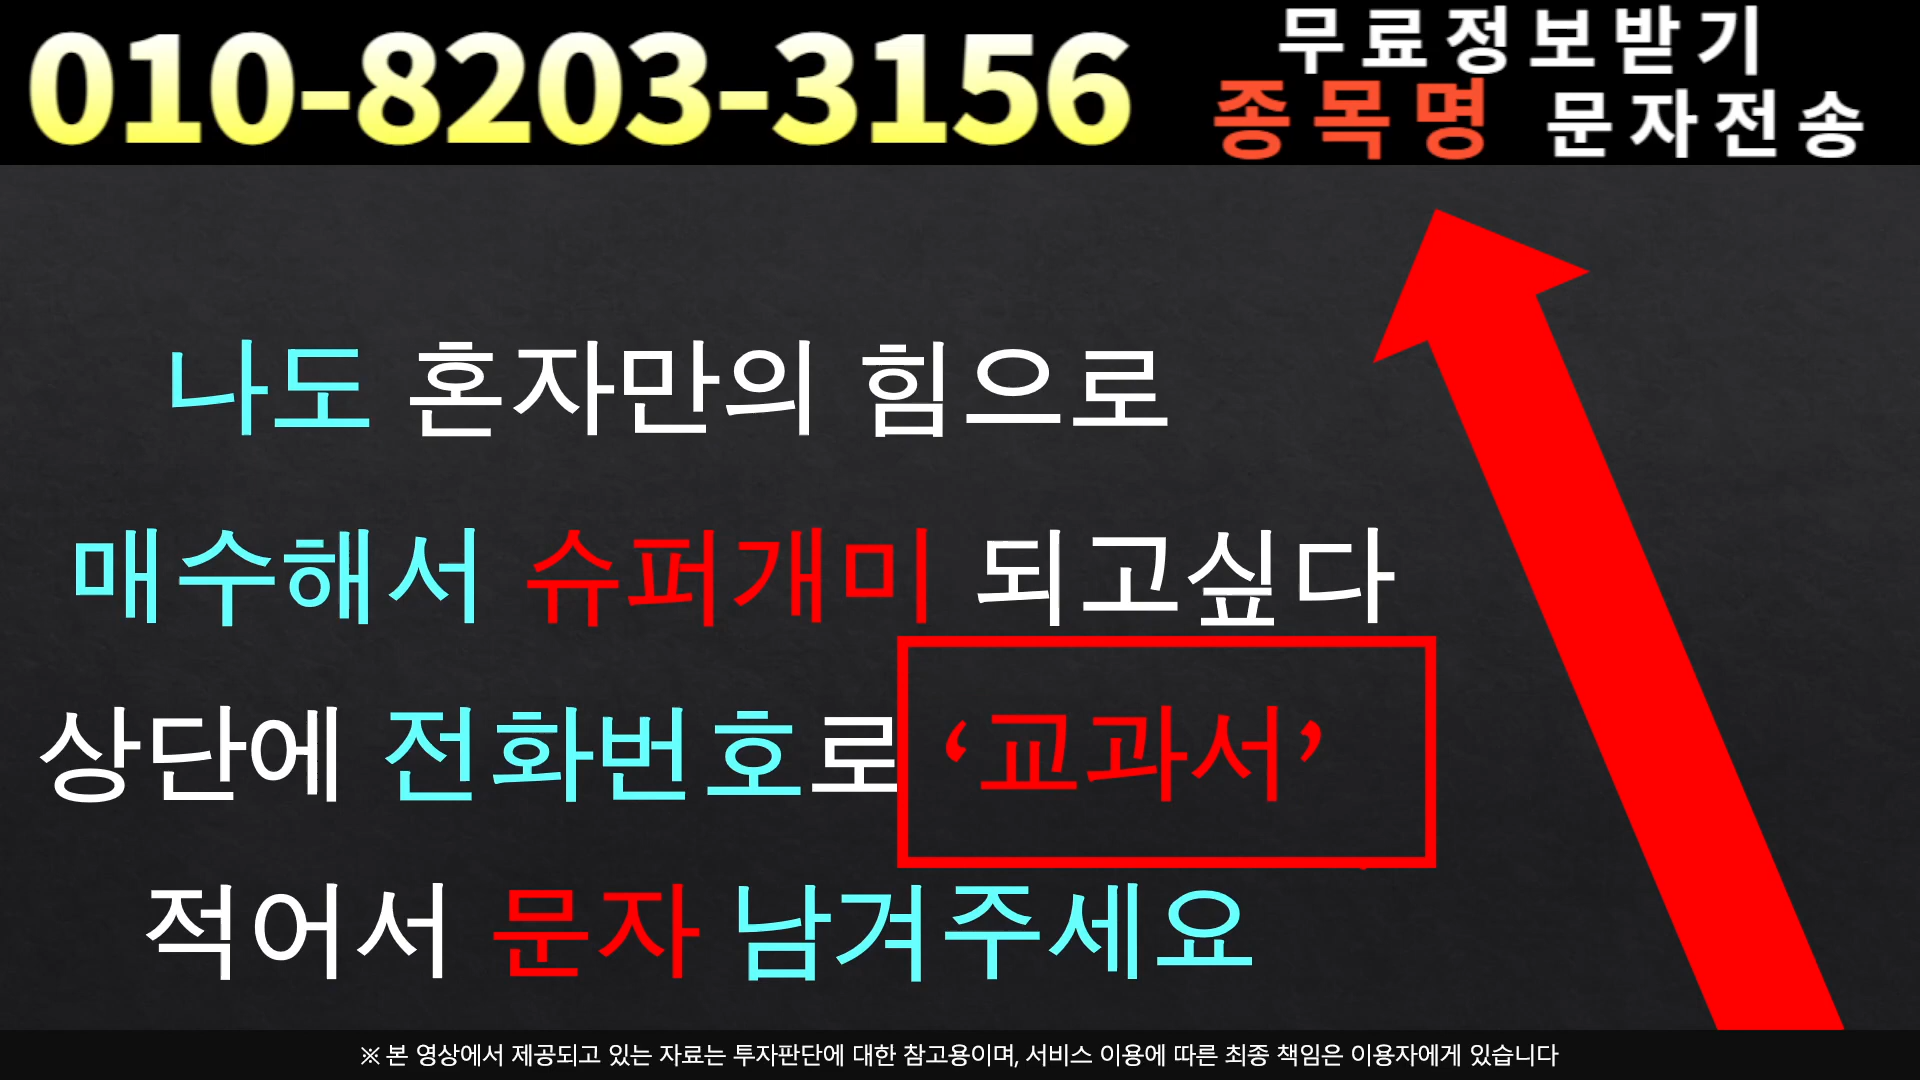 010-8203-3156
무료정보받기
종목명 문자전송
나도 혼자만의 힘으로
매수해서 슈퍼개미 되고싶다
상단에 전화번호로 ‘교과서’
적어서 문자 남겨주세요
※ 본 영상에서 제공되고 있는 자료는 투자판단에 대한 참고용이며, 서비스 이용에 따른 최종 책임은 이용자에게 있습니다